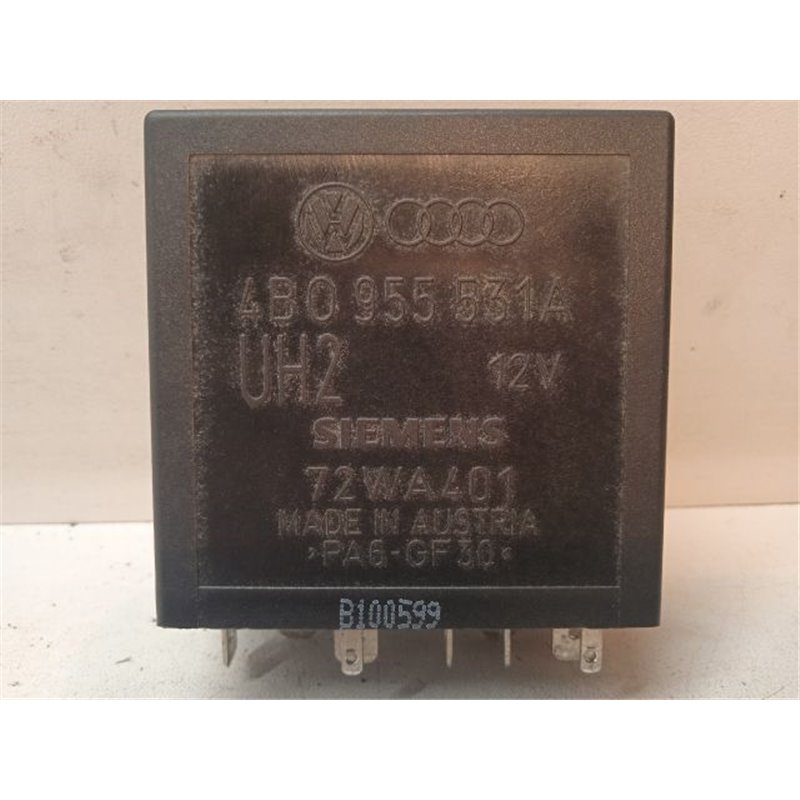 4B0 955 531A
UH2 12V
SIEMENS
72WA401
MADE IN AUSTRIA
>PA6-GF30<
B100599